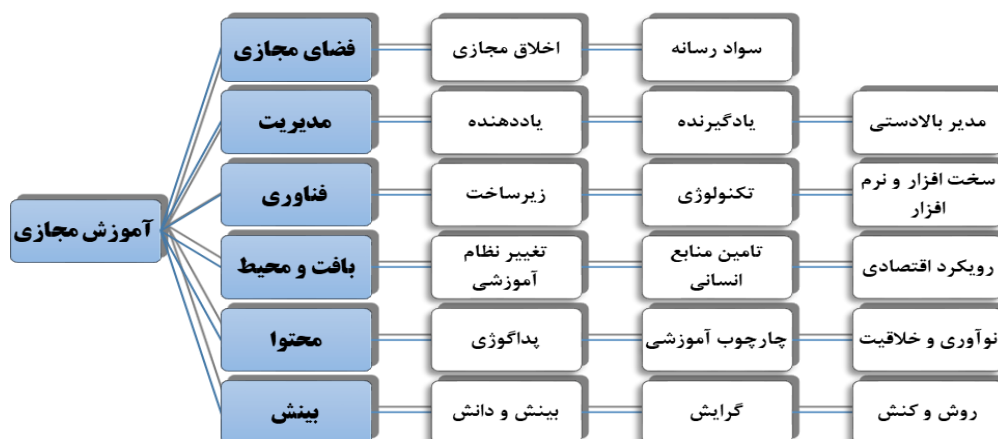 آموزش مجازی
فضای مجازی
اخلاق مجازی
سواد رسانه
مدیریت
یاددهنده
یادگیرنده
مدیر بالادستی
فناوری
زیرساخت
تکنولوژی
سخت افزار و نرم
افزار
بافت و محیط
تغییر نظام
آموزشی
تامین منابع
انسانی
رویکرد اقتصادی
محتوا
پداگوژی
چارچوب آموزشی
نوآوری و خلاقیت
بینش
بینش و دانش
گرایش
روش و کنش